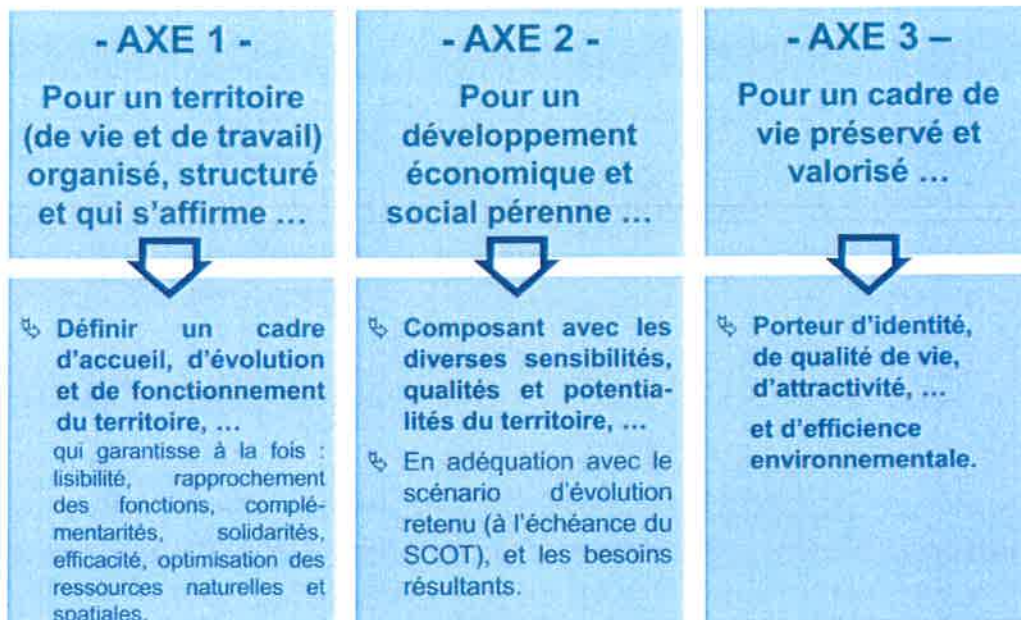 - AXE 1 -
Pour un territoire
(de vie et de travail)
organisé, structuré
et qui s'affirme ...
- AXE 2 -
Pour un
développement
économique et
social pérenne ...
- AXE 3 –
Pour un cadre de
vie préservé et
valorisé ...
Définir un cadre
d'accueil, d'évolution
et de fonctionnement
du territoire, ...
qui garantisse à la fois :
lisibilité, rapprochement
des fonctions, complé-
mentarités, solidarités,
efficacité, optimisation des
ressources naturelles et
spatiales.
Composant avec les
diverses sensibilités,
qualités et potentia-
lités du territoire, ...
En adéquation avec le
scénario d'évolution
retenu (à l'échéance du
SCOT), et les besoins
résultants.
Porteur d'identité,
de qualité de vie,
d'attractivité, ...
et d'efficience
environnementale.